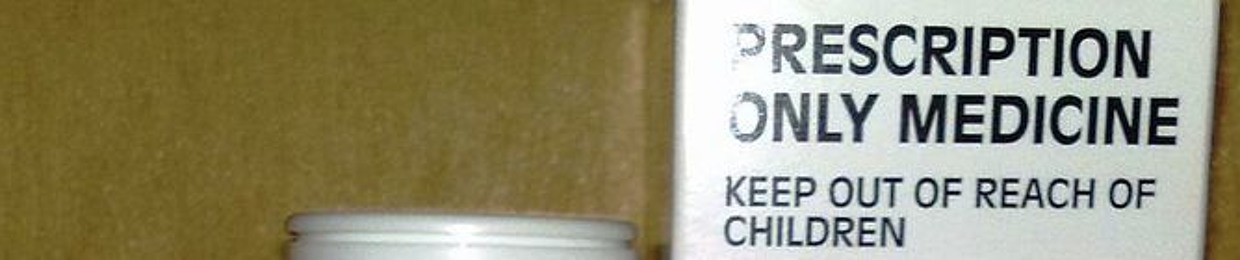 PRESCRIPTION
ONLY MEDICINE
KEEP OUT OF REACH OF
CHILDREN